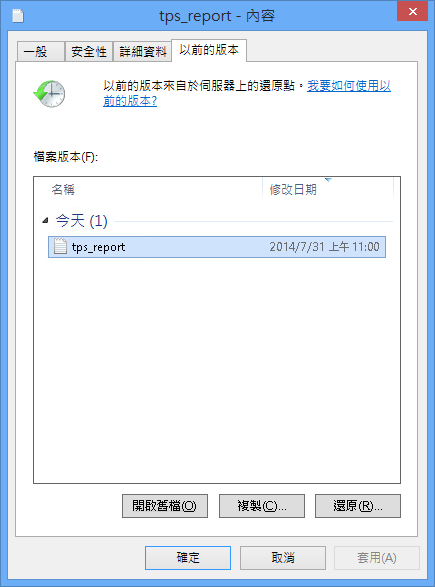 tps_report - 內容
一般 安全性 詳細資料 以前的版本
以前的版本來自於伺服器上的還原點。我要如何使用以
前的版本?
檔案版本(F):
名稱 修改日期
今天 (1)
tps_report 2014/7/31 上午 11:00
開啟舊檔(O) 複製(C)... 還原(R)...
確定 取消 套用(A)